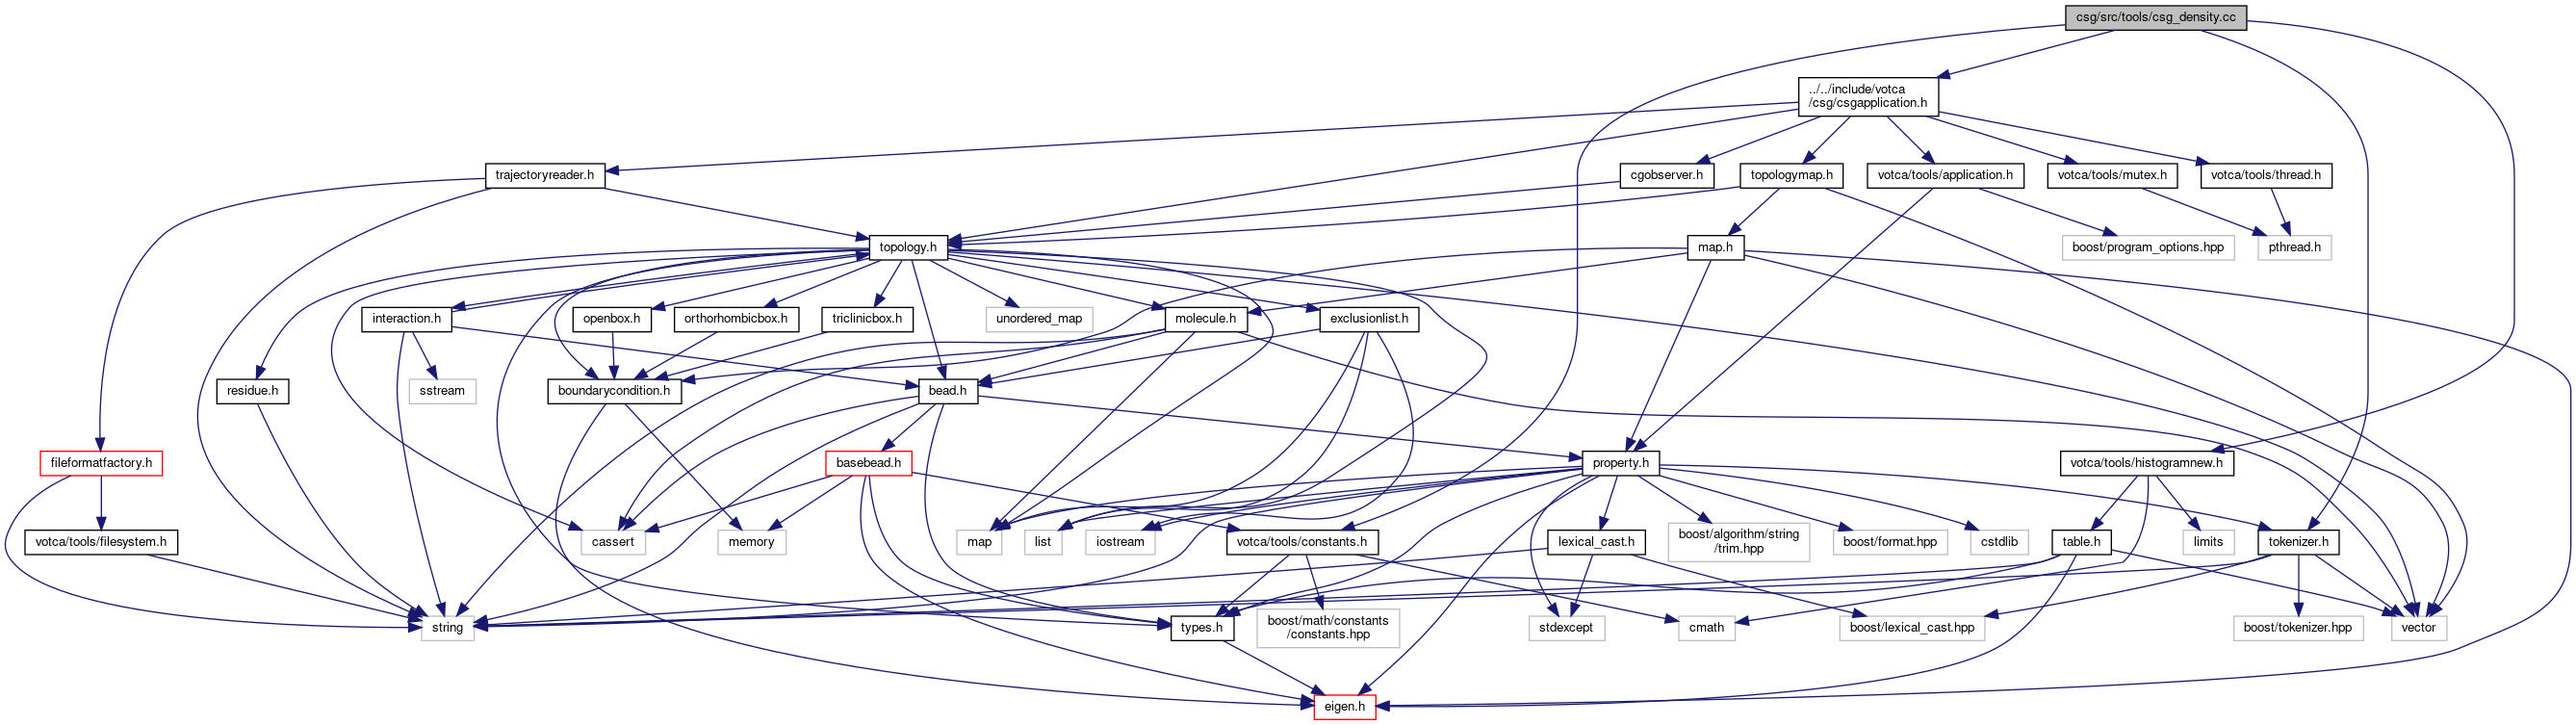 csg/src/tools/csg_density.cc
../../include/votca
/csg/csgapplication.h
trajectoryreader.h
cgobserver.h
topologymap.h
votca/tools/application.h
votca/tools/mutex.h
votca/tools/thread.h
topology.h
map.h
boost/program_options.hpp
pthread.h
interaction.h
openbox.h
orthorhombicbox.h
triclinicbox.h
unordered_map
molecule.h
exclusionlist.h
residue.h
sstream
boundarycondition.h
bead.h
fileformatfactory.h
basebead.h
property.h
votca/tools/histogramnew.h
votca/tools/filesystem.h
cassert
memory
map
list
iostream
votca/tools/constants.h
lexical_cast.h
boost/algorithm/string
/trim.hpp
boost/format.hpp
cstdlib
table.h
limits
tokenizer.h
string
types.h
boost/math/constants
/constants.hpp
stdexcept
cmath
boost/lexical_cast.hpp
boost/tokenizer.hpp
vector
eigen.h